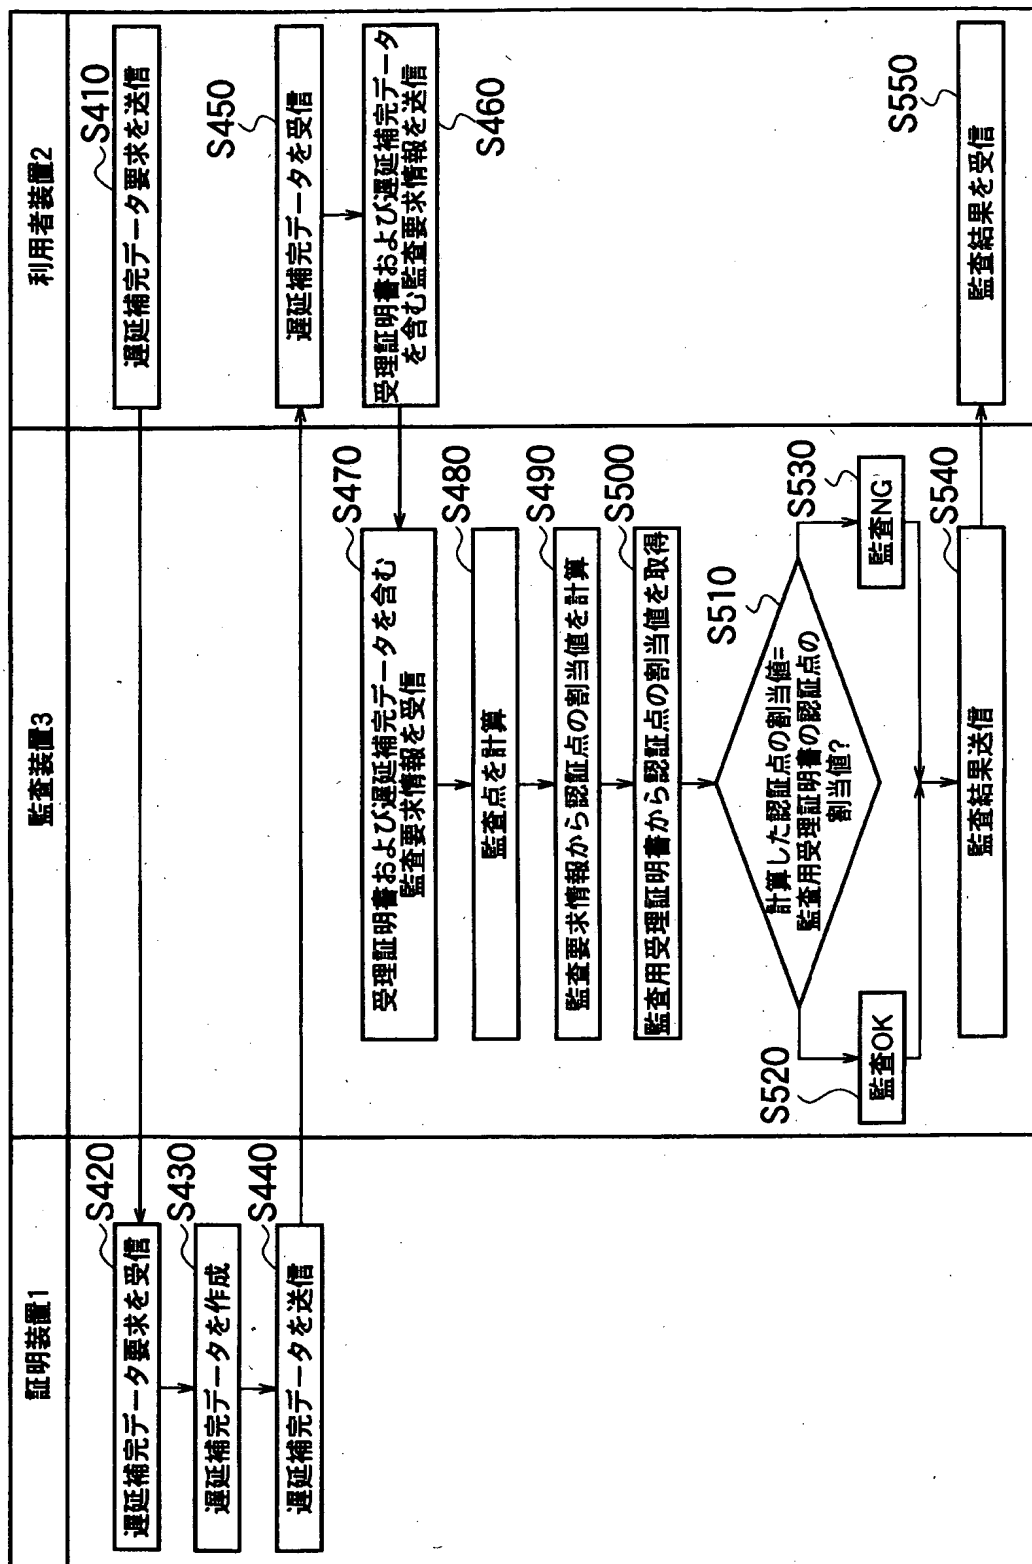 証明装置1
監査装置3
利用者装置2
S410
遅延補完データ要求を送信
S420
遅延補完データ要求を受信
S430
遅延補完データを作成
S440
遅延補完データを送信
S450
遅延補完データを受信
受理証明書および遅延補完データ
を含む監査要求情報を送信
S460
S470
受理証明書および遅延補完データを含む
監査要求情報を受信
S480
監査点を計算
S490
監査要求情報から認証点の割当値を計算
S500
監査用受理証明書から認証点の割当値を取得
S510
計算した認証点の割当値=
監査用受理証明書の認証点の
割当値?
S520
監査OK
S530
監査NG
S540
監査結果送信
S550
監査結果を受信